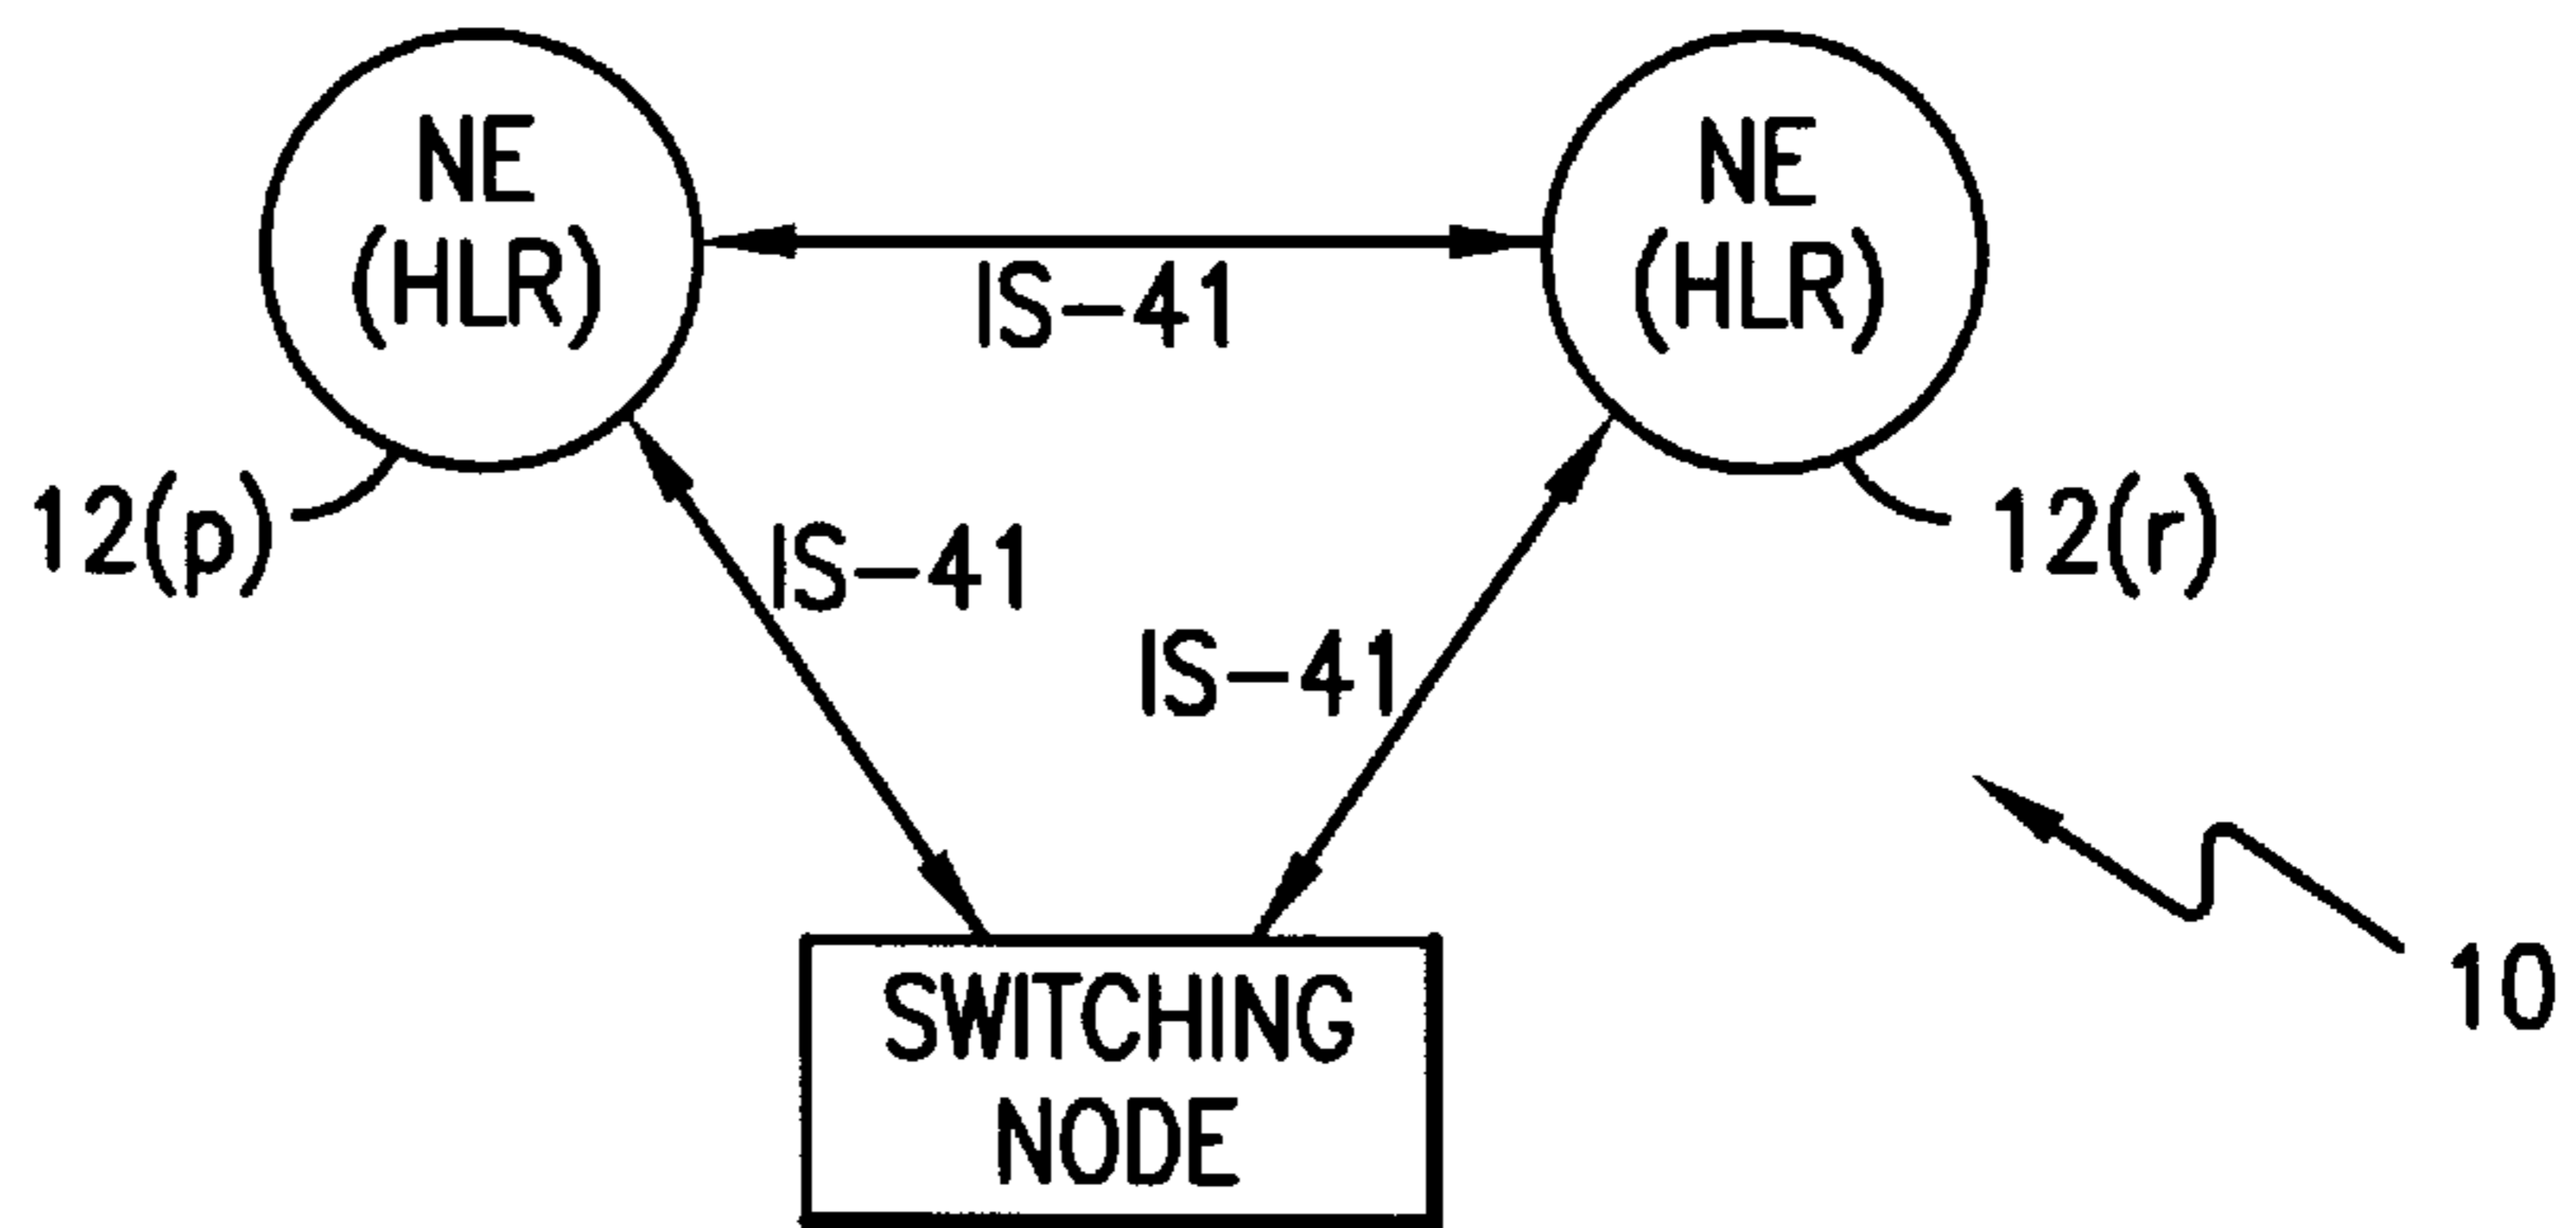 NE
(HLR)
NE
(HLR)
IS-41
12(p)
12(r)
IS-41
IS-41
10
SWITCHING
NODE